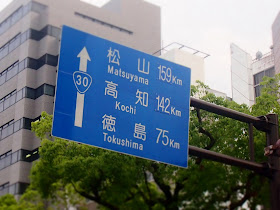 松山 159Km
Matsuyama
30
高知 142Km
Kochi
徳島 75Km
Tokushima